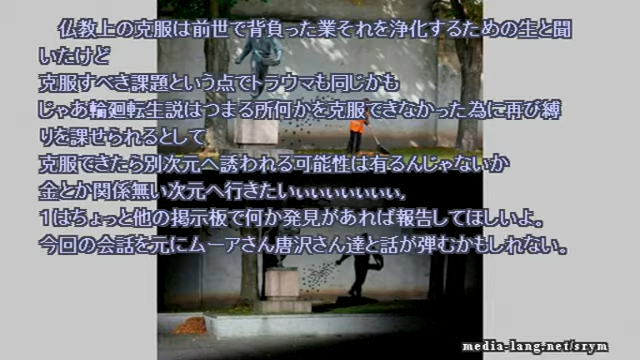 仏教上の克服は前世で背負った業それを浄化するための生と聞
いたけど
克服すべき課題という点でトラウマも同じかも
じゃあ輪廻転生説はつまる所何かを克服できなかった為に再び縛
りを課せられるとして
克服できたら別次元へ誘われる可能性は有るんじゃないか
金とか関係無い次元へ行きたいぃぃぃぃぃぃぃ,
1はちょっと他の掲示板で何か発見があれば報告してほしいよ。
今回の会話を元にムーアさん唐沢さん達と話が弾むかもしれない。
media-lang.net/srym